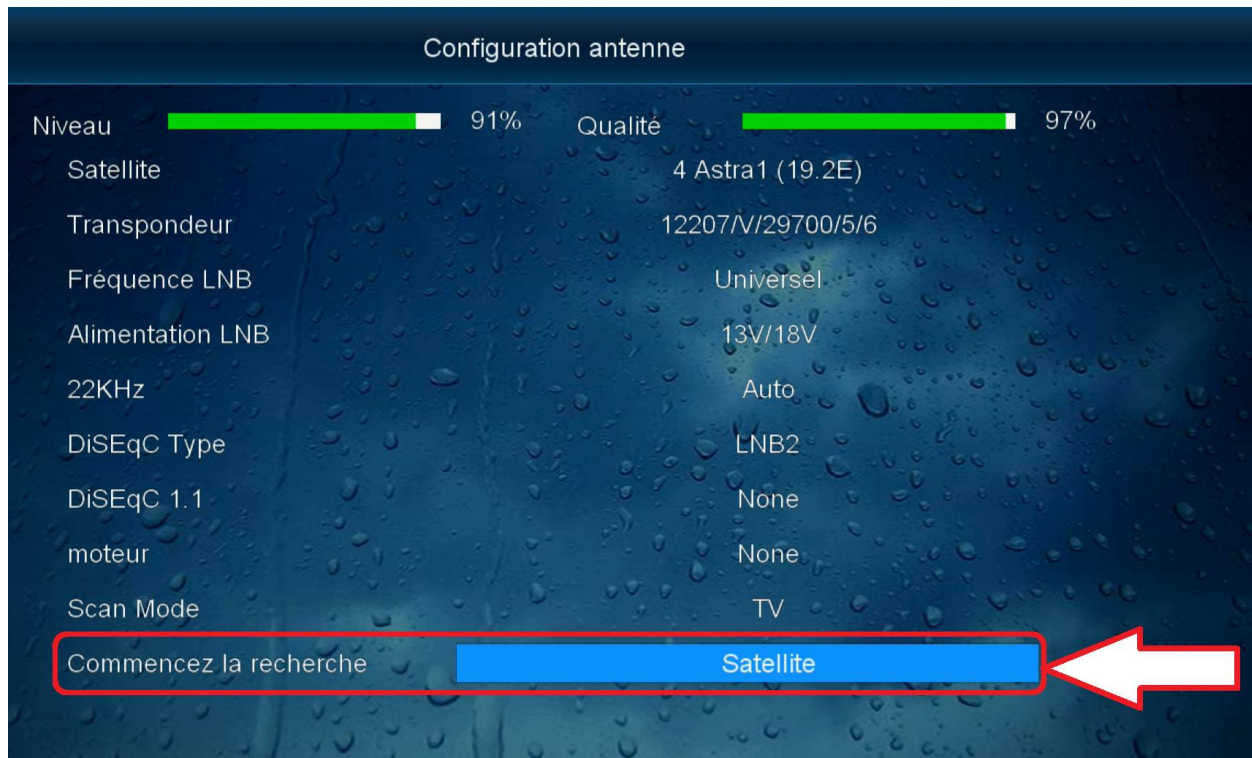 Configuration antenne
Niveau 91% Qualité 97%
Satellite 4 Astra1 (19.2E)
Transpondeur 12207/V/29700/5/6
Fréquence LNB Universel
Alimentation LNB 13V/18V
22KHz Auto
DiSEqC Type LNB2
DiSEqC 1.1 None
moteur None
Scan Mode TV
Commencez la recherche Satellite